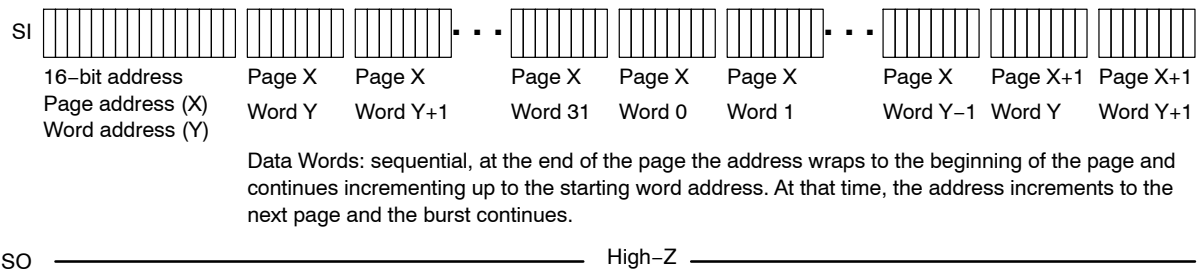 SI
16−bit address
Page address (X)
Word address (Y)
Page X Page X Page X Page X Page X Page X Page X+1 Page X+1
Word Y Word Y+1 Word 31 Word 0 Word 1 Word Y−1 Word Y Word Y+1
Data Words: sequential, at the end of the page the address wraps to the beginning of the page and
continues incrementing up to the starting word address. At that time, the address increments to the
next page and the burst continues.
SO High−Z